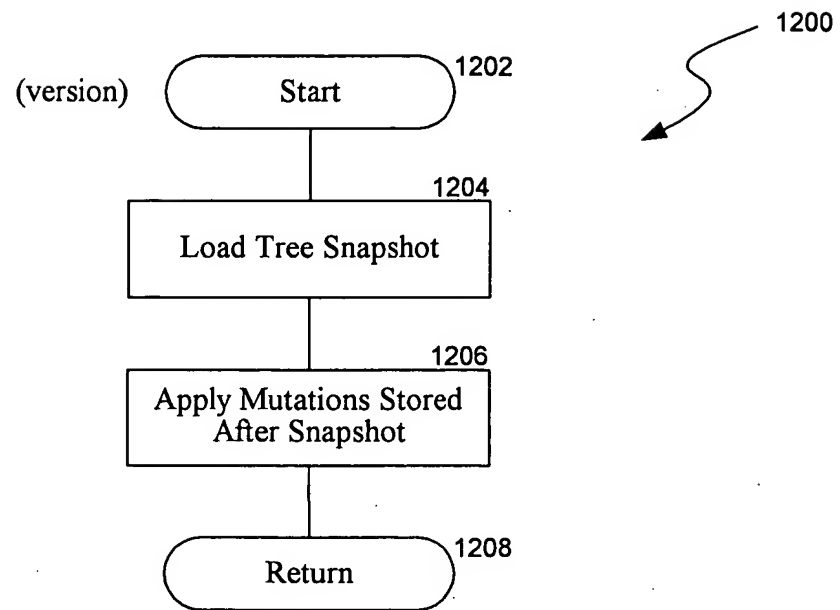 1200
1202
(version)
Start
1204
Load Tree Snapshot
1206
Apply Mutations Stored
After Snapshot
1208
Return